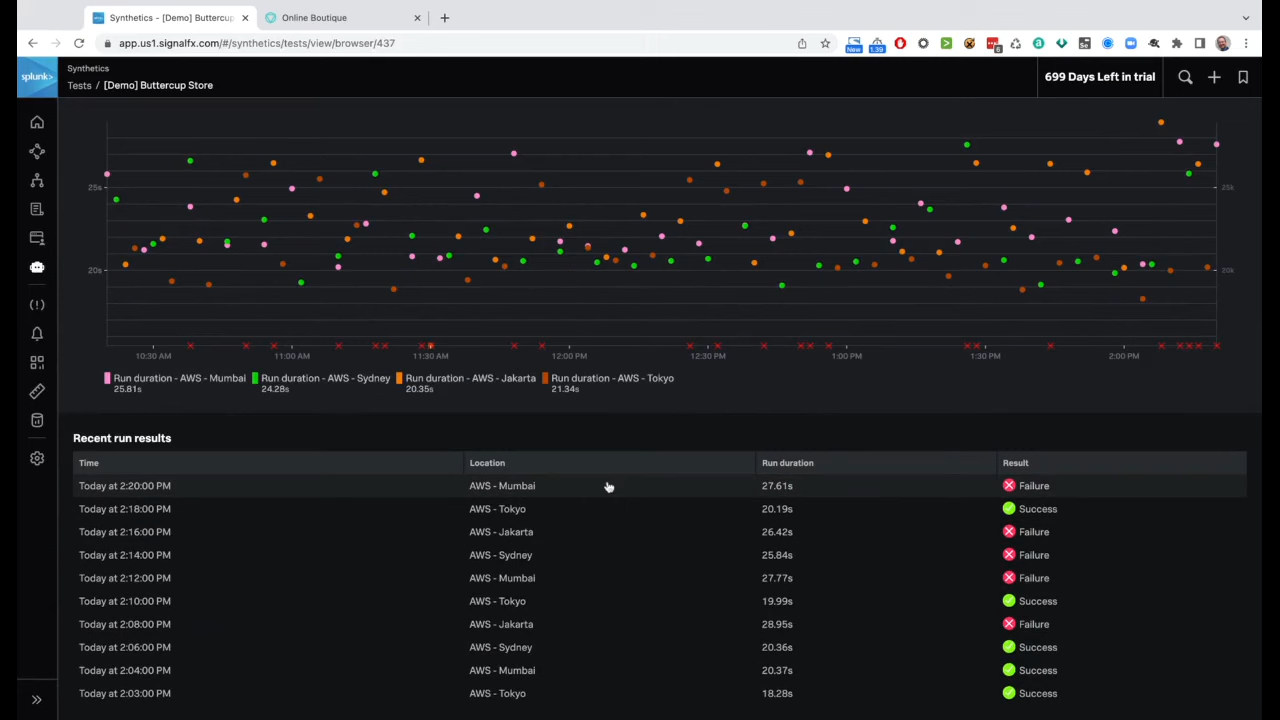 Synthetics - [Demo] Buttercup
Online Boutique
app.us1.signalfx.com/#/synthetics/tests/view/browser/437
New
1.39
6
Se
a
splunk>
Synthetics
Tests / [Demo] Buttercup Store
699 Days Left in trial
25s
25k
20s
20k
10:30 AM 11:00 AM 11:30 AM 12:00 PM 12:30 PM 1:00 PM 1:30 PM 2:00 PM
Run duration - AWS - Mumbai Run duration - AWS - Sydney Run duration - AWS - Jakarta Run duration - AWS - Tokyo
25.81s 24.28s 20.35s 21.34s
Recent run results
Time Location Run duration Result
Today at 2:20:00 PM AWS - Mumbai 27.61s Failure
Today at 2:18:00 PM AWS - Tokyo 20.19s Success
Today at 2:16:00 PM AWS - Jakarta 26.42s Failure
Today at 2:14:00 PM AWS - Sydney 25.84s Failure
Today at 2:12:00 PM AWS - Mumbai 27.77s Failure
Today at 2:10:00 PM AWS - Tokyo 19.99s Success
Today at 2:08:00 PM AWS - Jakarta 28.95s Failure
Today at 2:06:00 PM AWS - Sydney 20.36s Success
Today at 2:04:00 PM AWS - Mumbai 20.37s Success
Today at 2:03:00 PM AWS - Tokyo 18.28s Success